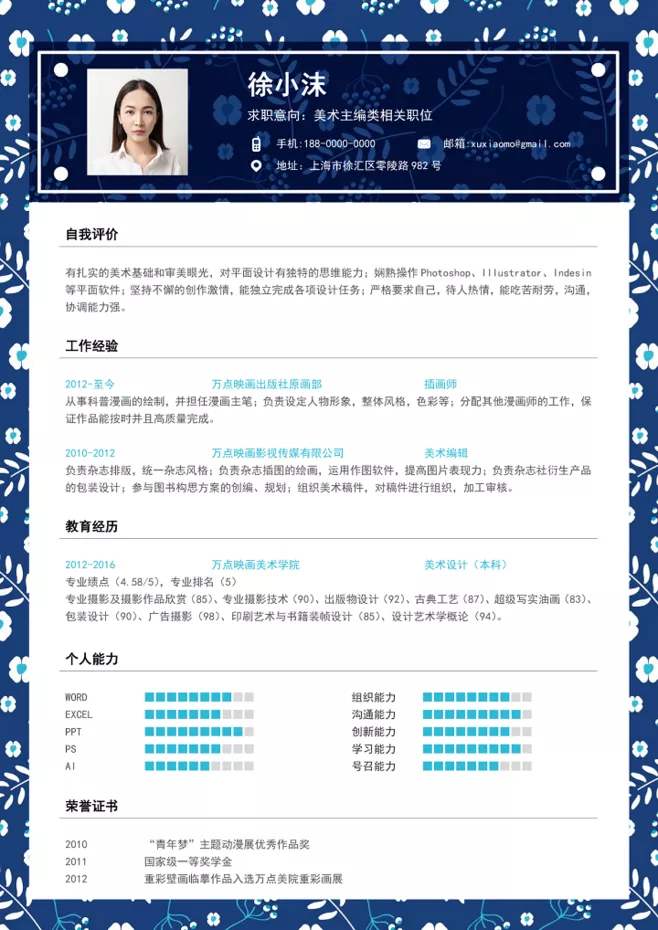 徐小沫
求职意向：美术主编类相关职位
手机:188-0000-0000
邮箱:xuxiaomo@gmail.com
地址：上海市徐汇区零陵路 982 号
自我评价
有扎实的美术基础和审美眼光，对平面设计有独特的思维能力；娴熟操作 Photoshop、Illustrator、Indesin
等平面软件；坚持不懈的创作激情，能独立完成各项设计任务；严格要求自己，待人热情，能吃苦耐劳，沟通，
协调能力强。
工作经验
2012-至今 万点映画出版社原画部 插画师
从事科普漫画的绘制，并担任漫画主笔；负责设定人物形象，整体风格，色彩等；分配其他漫画师的工作，保
证作品能按时并且高质量完成。
2010-2012 万点映画影视传媒有限公司 美术编辑
负责杂志排版，统一杂志风格；负责杂志插图的绘画，运用作图软件，提高图片表现力；负责杂志社衍生产品
的包装设计；参与图书构思方案的创编、规划；组织美术稿件，对稿件进行组织，加工审核。
教育经历
2012-2016 万点映画美术学院 美术设计（本科）
专业绩点（4.58/5），专业排名（5）
专业摄影及摄影作品欣赏（85）、专业摄影技术（90）、出版物设计（92）、古典工艺（87）、超级写实油画（83）、
包装设计（90）、广告摄影（98）、印刷艺术与书籍装帧设计（85）、设计艺术学概论（94）。
个人能力
WORD 组织能力
EXCEL 沟通能力
PPT 创新能力
PS 学习能力
AI 号召能力
荣誉证书
2010 “青年梦”主题动漫展优秀作品奖
2011 国家级一等奖学金
2012 重彩壁画临摹作品入选万点美院重彩画展